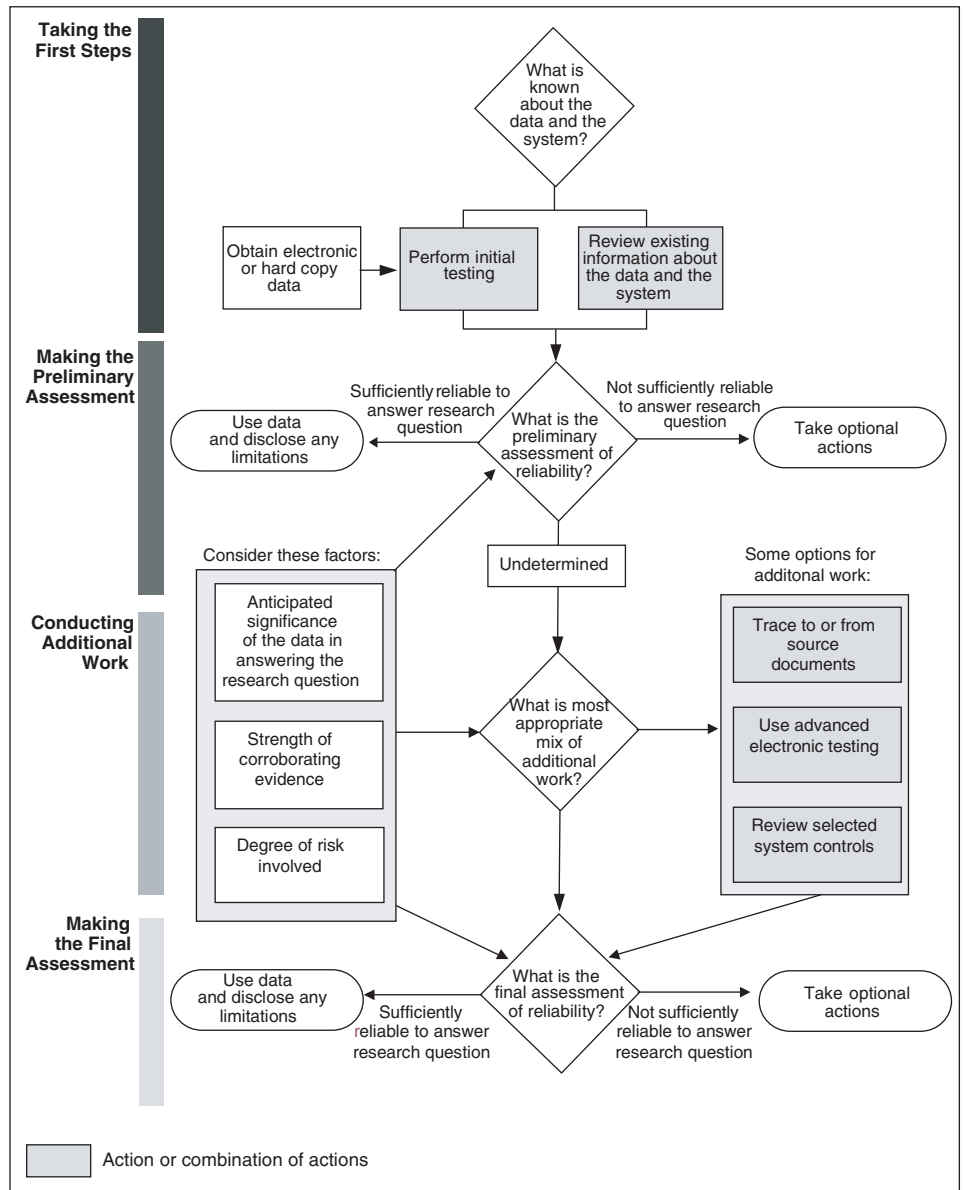 Taking the
First Steps
What is
known
about the
data and the
system?
Obtain electronic
or hard copy
data
Perform initial
testing
Review existing
information about
the data and the
system
Making the
Preliminary
Assessment
Sufficiently reliable to
answer research
question
Not sufficiently reliable
to answer research
question
Use data
and disclose any
limitations
What is the
preliminary
assessment of
reliability?
Take optional
actions
Consider these factors:
Undetermined
Some options for
additonal work:
Conducting
Additional
Work
Anticipated
significance
of the data in
answering the
research question
Strength of
corroborating
evidence
Degree of risk
involved
What is most
appropriate
mix of
additional
work?
Trace to or from
source
documents
Use advanced
electronic testing
Review selected
system controls
Making
the Final
Assessment
Use data
and disclose any
limitations
Sufficiently
reliable to answer
research question
What is the
final assessment
of reliability?
Not sufficiently
reliable to answer
research question
Take optional
actions
Action or combination of actions